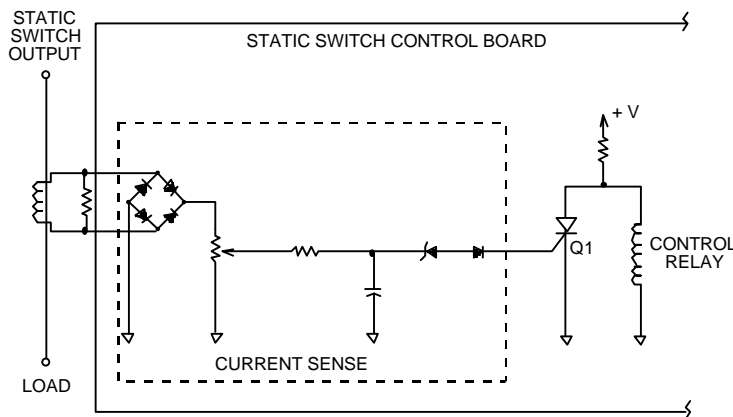 STATIC
SWITCH
OUTPUT
STATIC SWITCH CONTROL BOARD
+ V
Q1
CONTROL
RELAY
CURRENT SENSE
LOAD